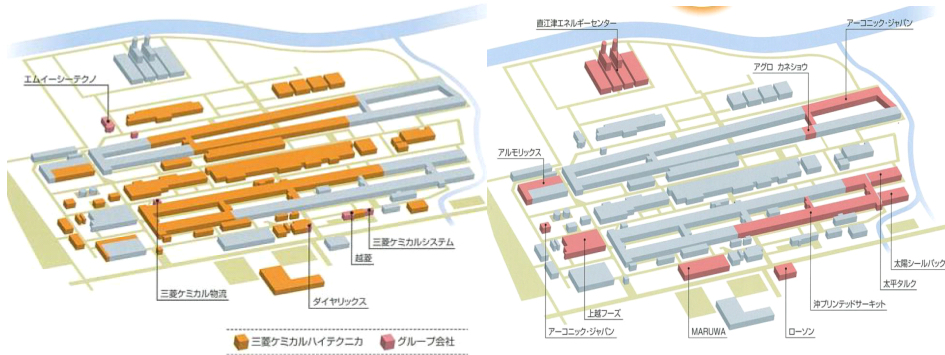 エムイーシーテクノ
三菱ケミカルシステム
越菱
三菱ケミカル物流
ダイヤリックス
三菱ケミカルハイテクニカ
グループ会社
直江津エネルギーセンター
アーコニック・ジャパン
アグロ カネショウ
アルモリックス
太陽シールパック
太平タルク
沖プリンテッドサーキット
上越フーズ
アーコニック・ジャパン
MARUWA
ローソン